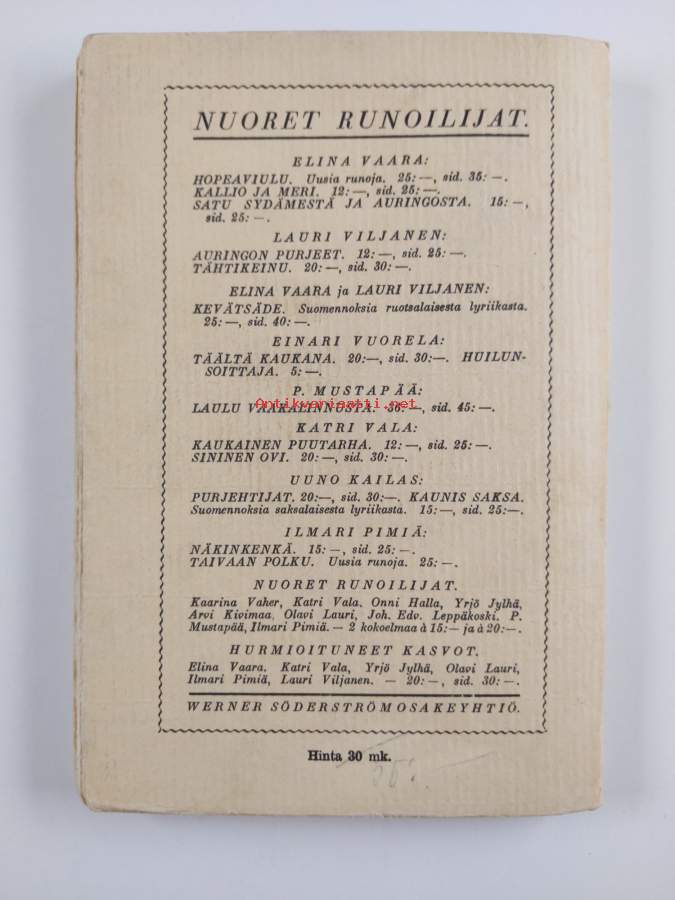 NUORET RUNOILIJAT.
ELINA VAARA:
HOPEAVIULU. Uusia runoja. 25: —, sid. 35: —.
KALLIO JA MERI. 12: —, sid. 25: —.
SATU SYDÄMESTÄ JA AURINGOSTA. 15: —,
sid. 25: —.
LAURI VILJANEN:
AURINGON PURJEET. 12: —, sid. 25: —.
TÄHTIKEINU. 20: —, sid. 30: —.
ELINA VAARA ja LAURI VILJANEN:
KEVÄTSÄDE. Suomennoksia ruotsalaisesta lyriikasta.
25: —, sid. 40: —.
EINARI VUORELA:
TÄÄLTÄ KAUKANA. 20: —, sid. 30: —. HUILUN-
SOITTAJA. 5: —.
P. MUSTAPÄÄ:
Antikvariaatti.net
LAULU VAAKALINNUSTA. 30: —, sid. 45: —.
KATRI VALA:
KAUKAINEN PUUTARHA. 12: —, sid. 25: —.
SININEN OVI. 20: —, sid. 30: —.
UUNO KAILAS:
PURJEHTIJAT. 20: —, sid. 30: —. KAUNIS SAKSA.
Suomennoksia saksalaisesta lyriikasta. 15: —, sid. 25: —.
ILMARI PIMIÄ:
NÄKINKENKÄ. 15: —, sid. 25: —.
TAIVAAN POLKU. Uusia runoja. 25: —.
NUORET RUNOILIJAT.
Kaarina Vaher, Katri Vala, Onni Halla, Yrjö Jylhä,
Arvi Kivimaa, Olavi Lauri, Joh. Edv. Leppäkoski. P.
Mustapää, Ilmari Pimiä. — 2 kokoelmaa à 15: — ja à 20: —.
HURMIOITUNEET KASVOT.
Elina Vaara, Katri Vala, Yrjö Jylhä, Olavi Lauri,
Ilmari Pimiä, Lauri Viljanen. — 20: —, sid. 30: —.
WERNER SÖDERSTRÖM OSAKEYHTIÖ.
Hinta 30 mk.